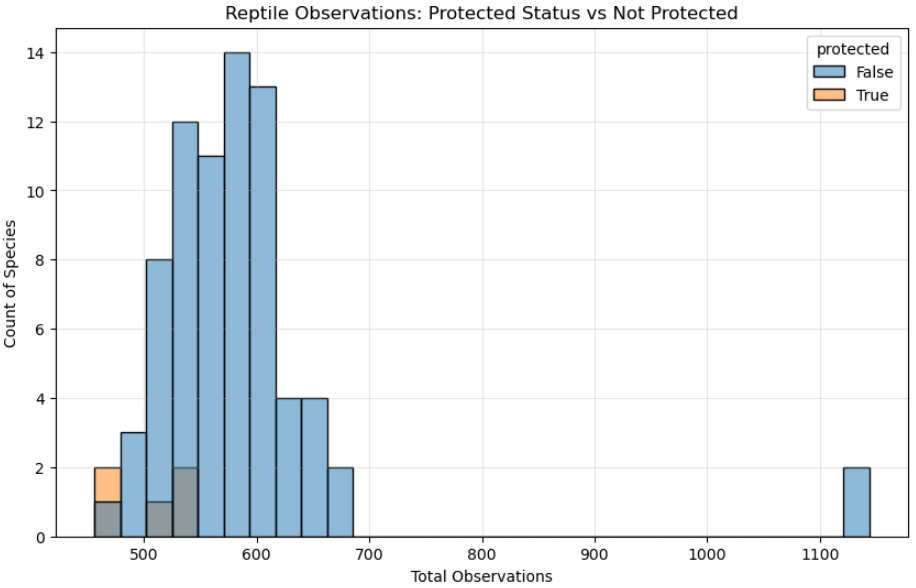 Reptile Observations: Protected Status vs Not Protected
protected
False
True
Count of Species
14
12
10
8
6
4
2
0
500 600 700 800 900 1000 1100
Total Observations